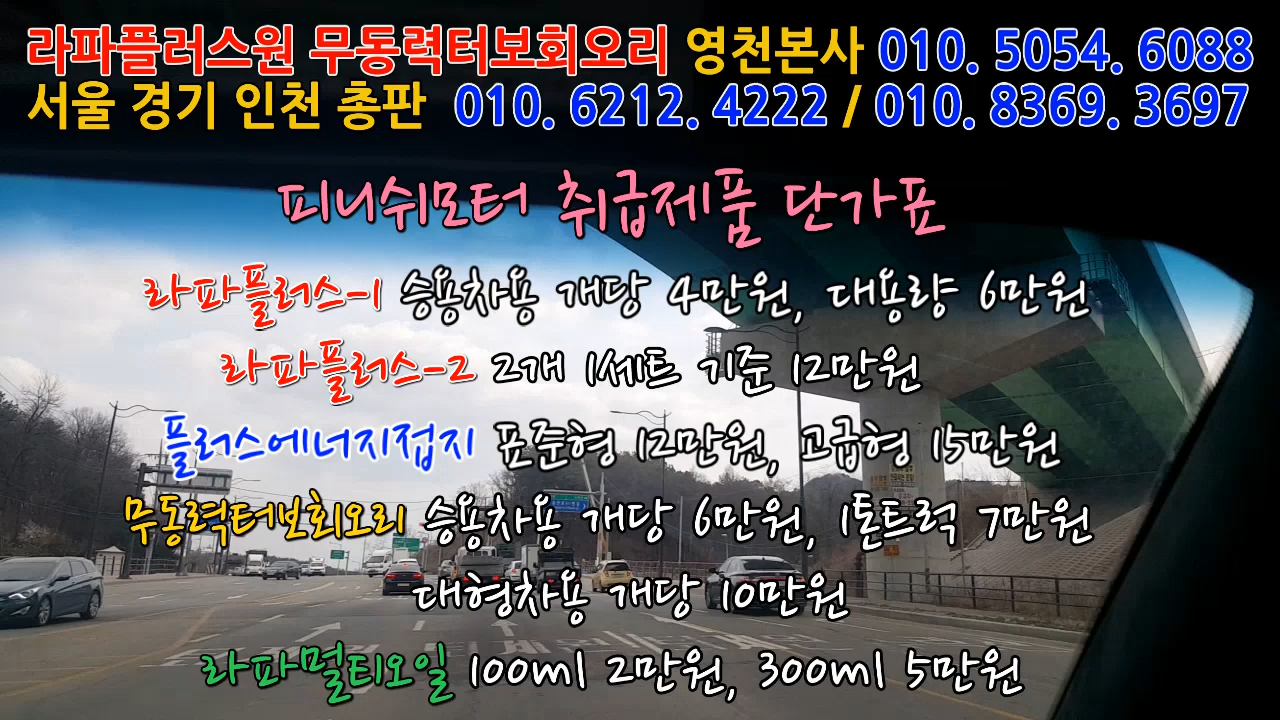 라파플러스원 무동력터보회오리 영천본사 010. 5054. 6088
서울 경기 인천 총판 010. 6212. 4222 / 010. 8369. 3697
피니쉬모터 취급제품 단가표
라파플러스-1 승용차용 개당 4만원, 대용량 6만원
라파플러스-2 2개 1세트 기준 12만원
플러스에너지접지 표준형 12만원, 고급형 15만원
무동력터보회오리 승용차용 개당 6만원, 1톤트럭 7만원
대형차용 개당 10만원
라파멀티오일 100ml 2만원, 300ml 5만원